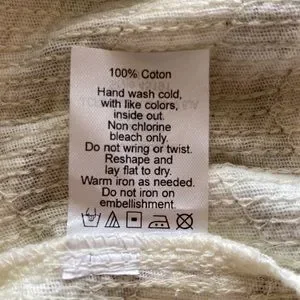 100% Coton
Hand wash cold,
with like colors,
inside out.
Non chlorine
bleach only.
Do not wring or twist.
Reshape and
lay flat to dry.
Warm iron as needed.
Do not iron on
embellishment.